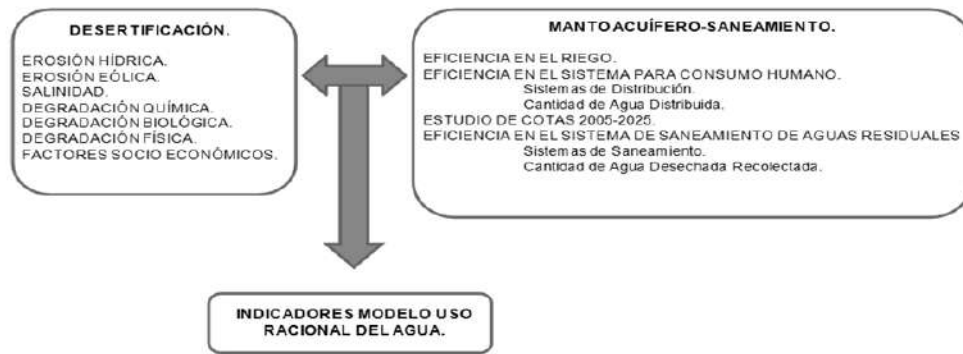 DESERTIFICACIÓN.
EROSIÓN HÍDRICA.
EROSIÓN EÓLICA.
SALINIDAD.
DEGRADACIÓN QUÍMICA.
DEGRADACIÓN BIOLÓGICA.
DEGRADACIÓN FÍSICA.
FACTORES SOCIO ECONÓMICOS.
MANTO ACUÍFERO-SANEAMIENTO.
EFICIENCIA EN EL RIEGO.
EFICIENCIA EN EL SISTEMA PARA CONSUMO HUMANO.
Sistemas de Distribución.
Cantidad de Agua Distribuida.
ESTUDIO DE COTAS 2005-2025.
EFICIENCIA EN EL SISTEMA DE SANEAMIENTO DE AGUAS RESIDUALES
Sistemas de Saneamiento.
Cantidad de Agua Desechada Recolectada.
INDICADORES MODELO USO
RACIONAL DEL AGUA.